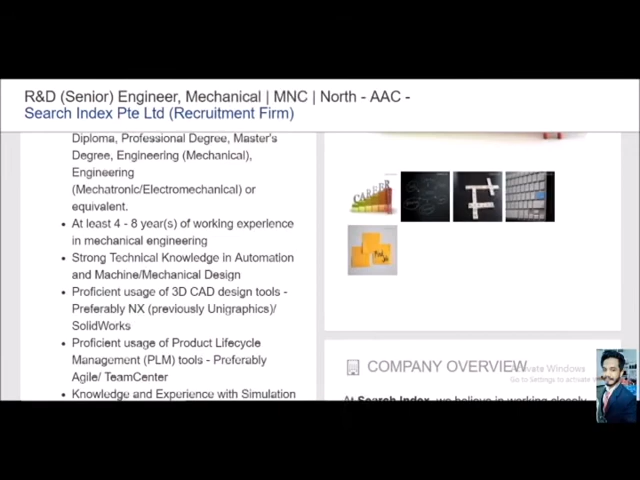 R&D (Senior) Engineer, Mechanical | MNC | North - AAC -
Search Index Pte Ltd (Recruitment Firm)
Diploma, Professional Degree, Master's
Degree, Engineering (Mechanical),
Engineering
(Mechatronic/Electromechanical) or
equivalent.
• At least 4 - 8 year(s) of working experience
in mechanical engineering
• Strong Technical Knowledge in Automation
and Machine/Mechanical Design
• Proficient usage of 3D CAD design tools -
Preferably NX (previously Unigraphics)/
SolidWorks
• Proficient usage of Product Lifecycle
Management (PLM) tools - Preferably
Agile/ TeamCenter
• Knowledge and Experience with Simulation
CAREER
COMPANY OVERVIEW
Activate Windows
Go to Settings to activate
At Search Index, we believe in working closely